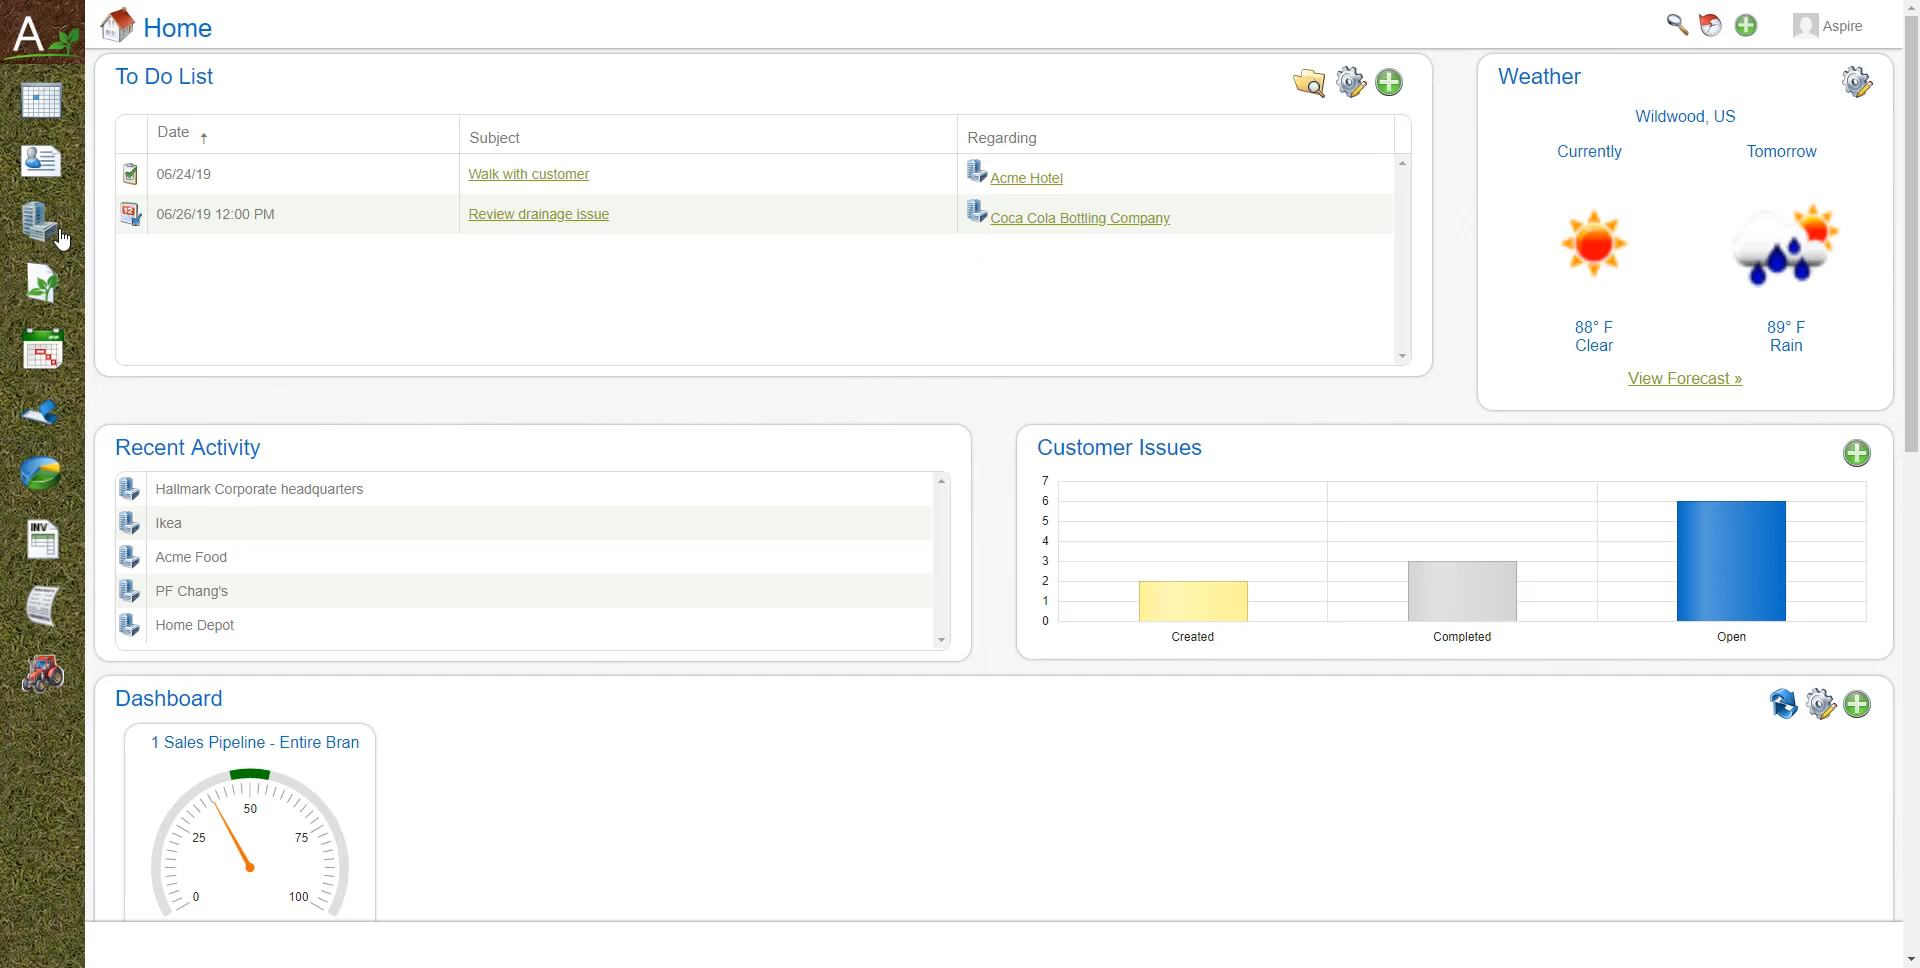 A
Home
Aspire
To Do List
Date
Subject
Regarding
06/24/19
Walk with customer
Acme Hotel
12
06/26/19 12:00 PM
Review drainage issue
Coca Cola Bottling Company
Weather
Wildwood, US
Currently
Tomorrow
88° F
Clear
89° F
Rain
View Forecast »
INV
Recent Activity
Hallmark Corporate headquarters
Ikea
Acme Food
PF Chang's
Home Depot
Customer Issues
7
6
5
4
3
2
1
0
Created
Completed
Open
Dashboard
1 Sales Pipeline - Entire Bran
50
25
75
0
100